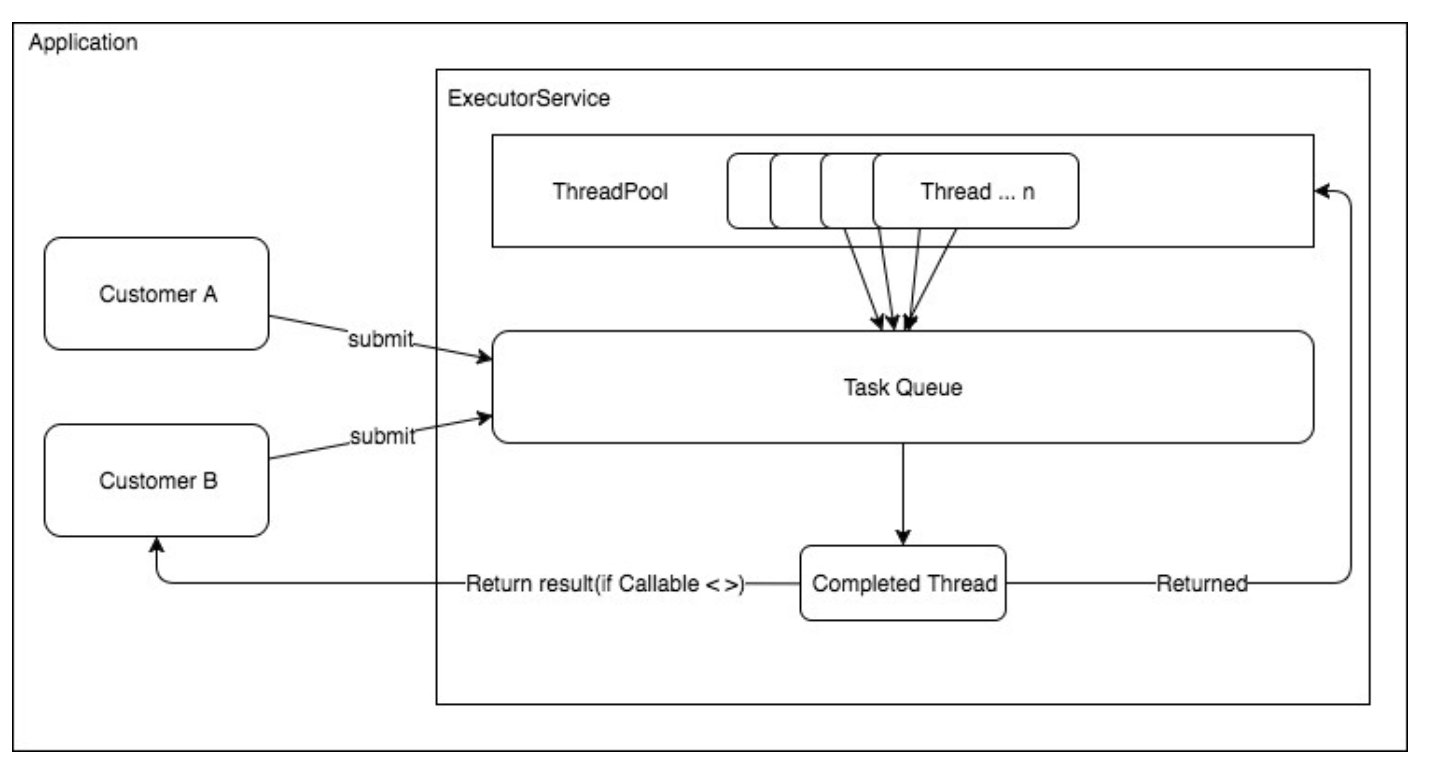 Application
ExecutorService
ThreadPool
Thread ... n
Customer A
submit
Task Queue
submit
Customer B
Return result(if Callable < >)
Completed Thread
Returned